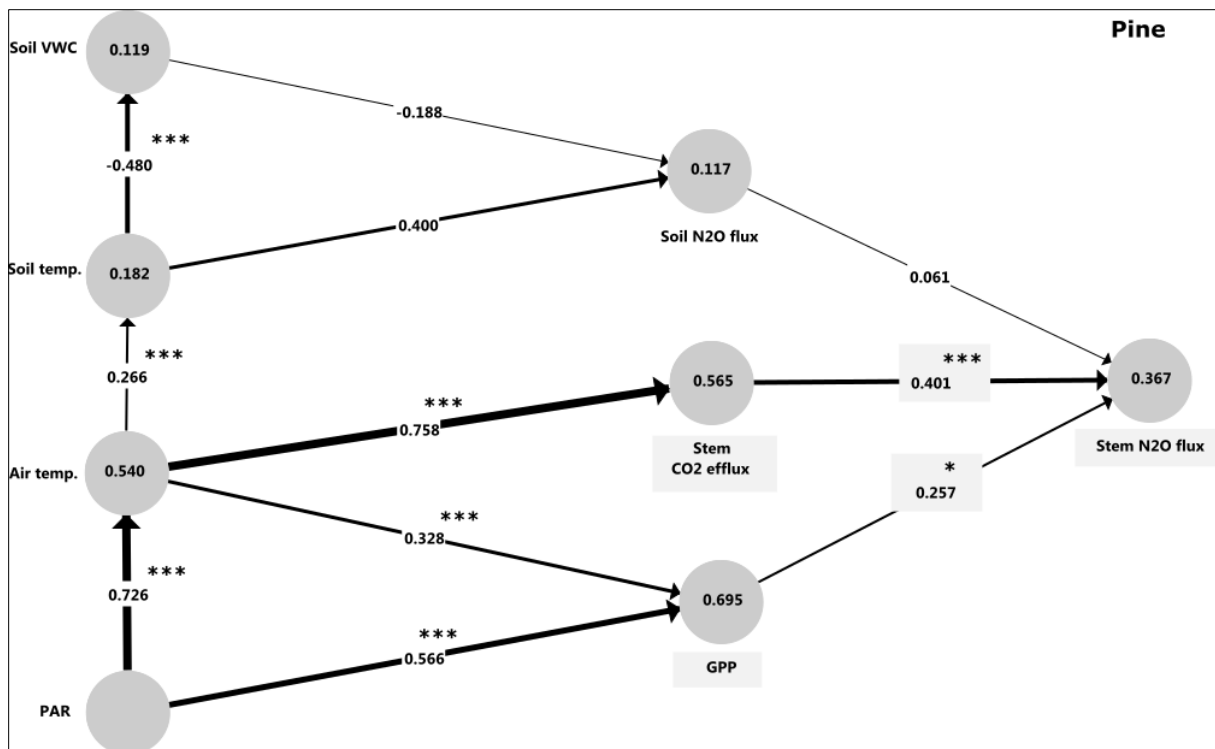 Pine
Soil VWC
0.119
-0.188
***
-0.480
0.117
Soil N2O flux
0.400
Soil temp.
0.182
0.061
***
0.266
***
0.758
0.565
Stem
CO2 efflux
***
0.401
0.367
Stem N2O flux
Air temp.
0.540
***
0.328
*
0.257
***
0.726
0.695
GPP
***
0.566
PAR